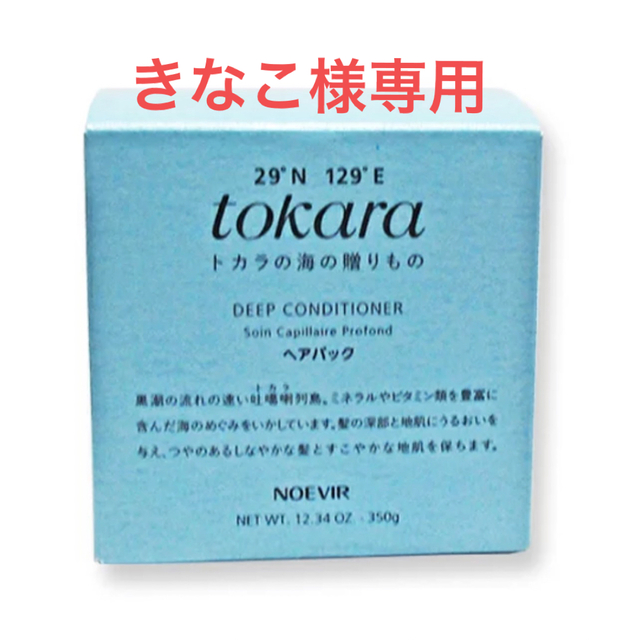 きなこ様専用
29°N 129°E
tokara
トカラの海の贈りもの
DEEP CONDITIONER
Soin Capillaire Profond
ヘアパック
トカラ
黒潮の流れの速い吐噶喇列島。ミネラルやビタミン類を豊富に
含んだ海のめぐみをいかしています。髪の深部と地肌にうるおいを
与え、つやのあるしなやかな髪とすこやかな地肌を保ちます。
NOEVIR
NET WT. 12.34 OZ. · 350g